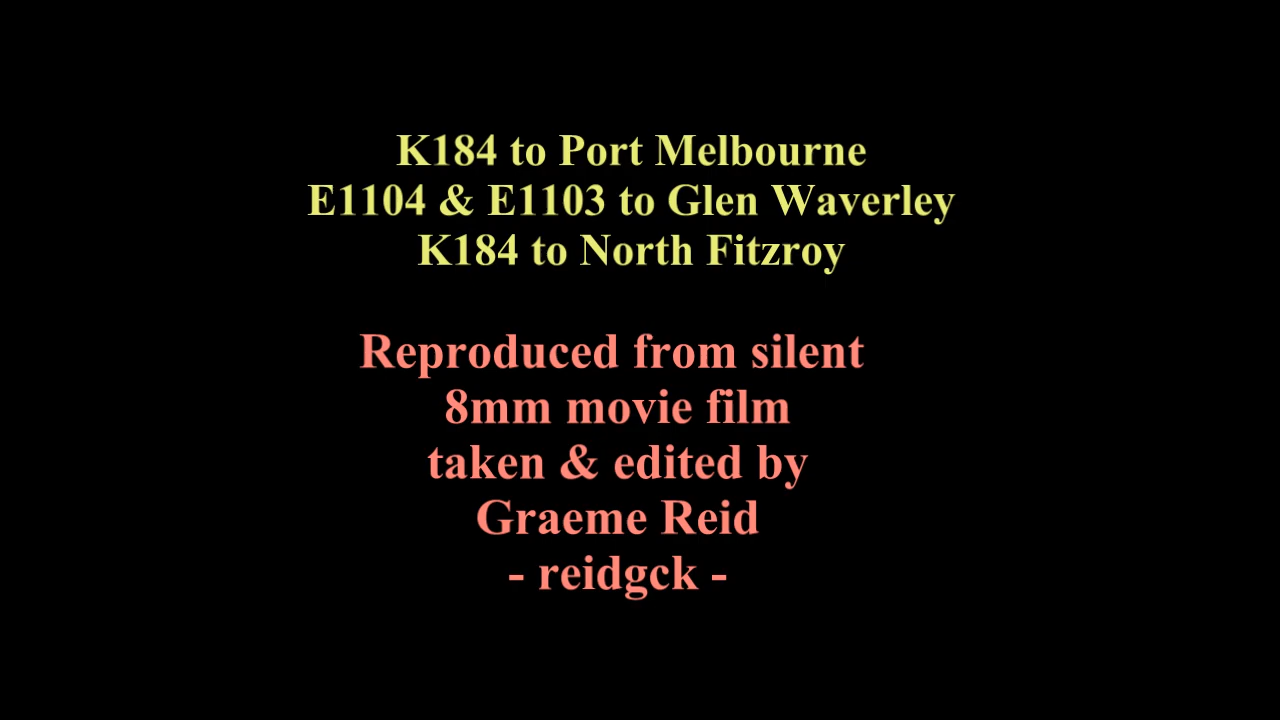 K184 to Port Melbourne
E1104 & E1103 to Glen Waverley
K184 to North Fitzroy
Reproduced from silent
8mm movie film
taken & edited by
Graeme Reid
- reidgck -